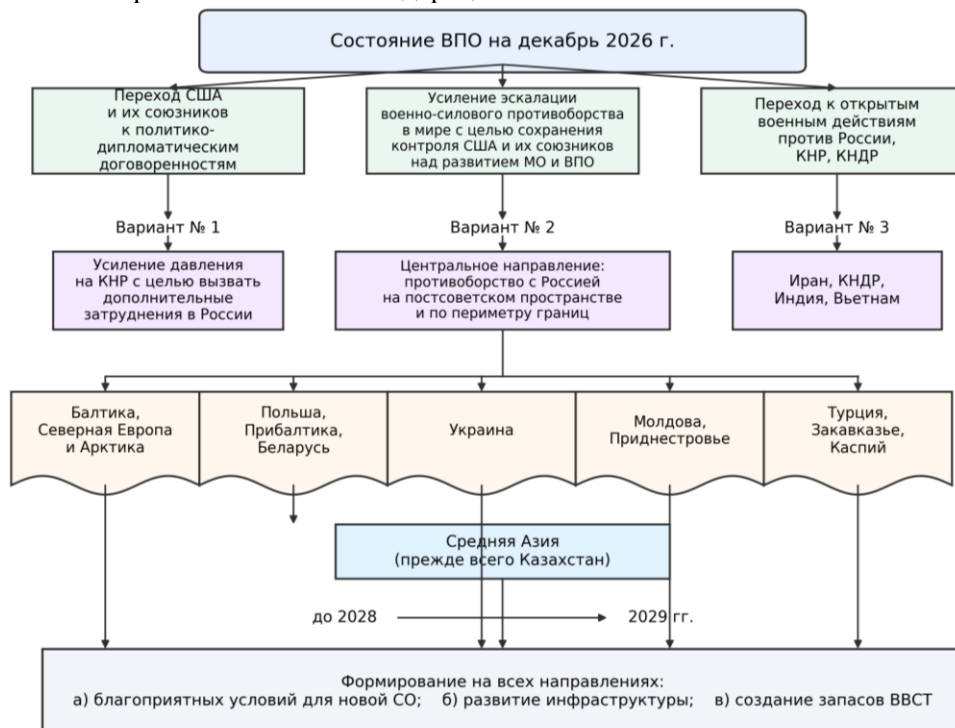 Состояние ВПО на декабрь 2026 г.
Переход США
и их союзников
к политико-
дипломатическим
договоренностям
Усиление эскалации
военно-силового противоборства
в мире с целью сохранения
контроля США и их союзников
над развитием МО и ВПО
Переход к открытым
военным действиям
против России,
КНР, КНДР
Вариант № 1
Вариант № 2
Вариант № 3
Усиление давления
на КНР с целью вызвать
дополнительные
затруднения в России
Центральное направление:
противоборство с Россией
на постсоветском пространстве
и по периметру границ
Иран, КНДР,
Индия, Вьетнам
Балтика,
Северная Европа
и Арктика
Польша,
Прибалтика,
Беларусь
Украина
Молдова,
Приднестровье
Турция,
Закавказье,
Каспий
Средняя Азия
(прежде всего Казахстан)
до 2028
2029 гг.
Формирование на всех направлениях:
а) благоприятных условий для новой СО; б) развитие инфраструктуры; в) создание запасов ВВСТ